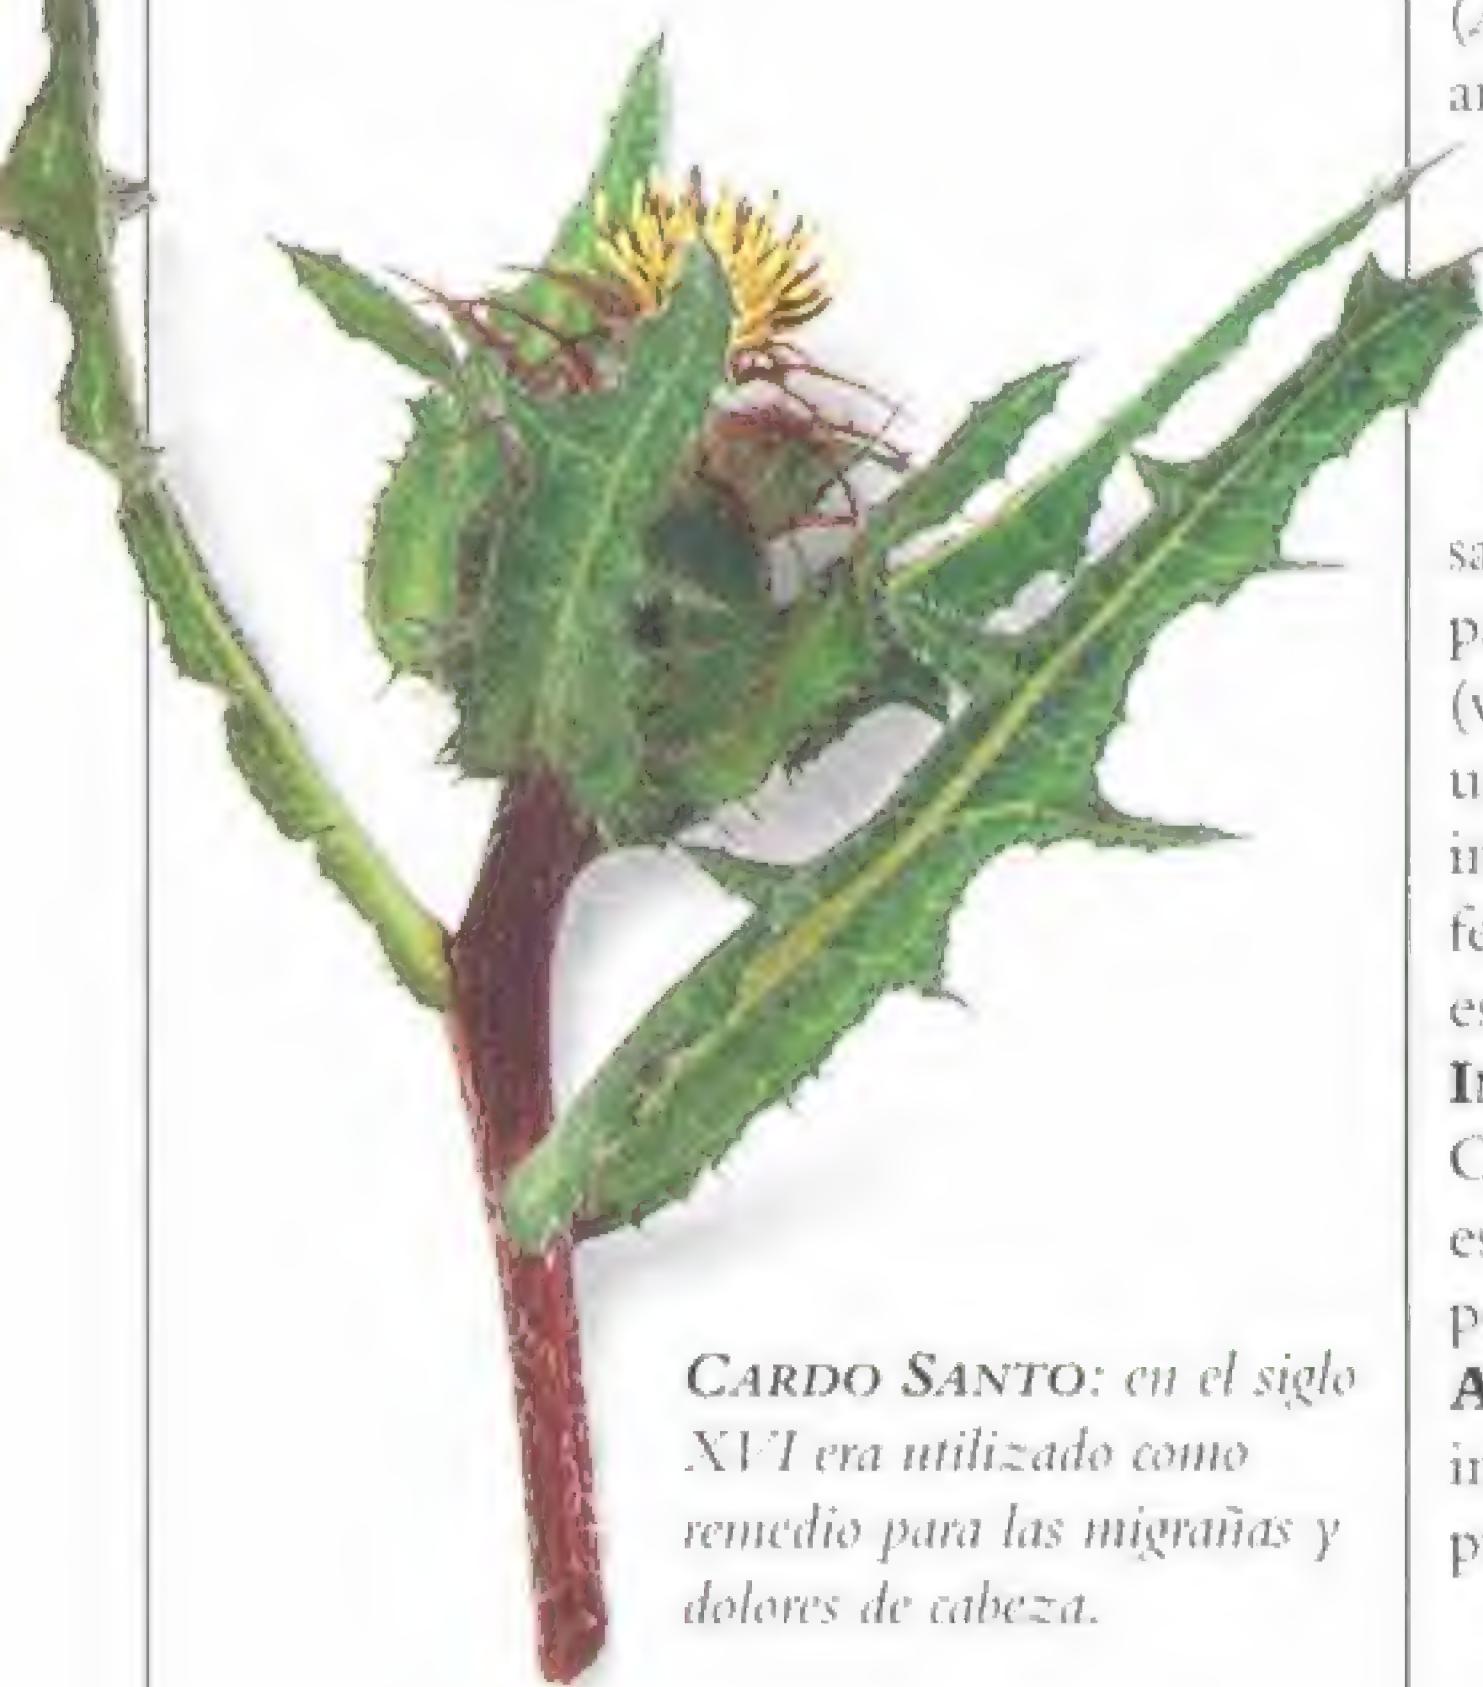 CARDO SANTO: en el siglo
XVI era utilizado como
remedio para las migrañas y
dolores de cabeza.